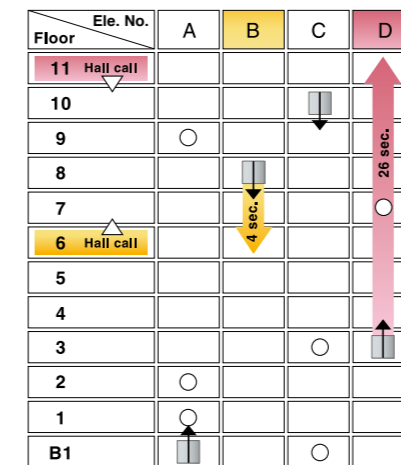 Ele. No.
Floor
A B C D
11 Hall call
10
9
8
7
6 Hall call
5
4
3
2
1
B1
4 sec.
26 sec.